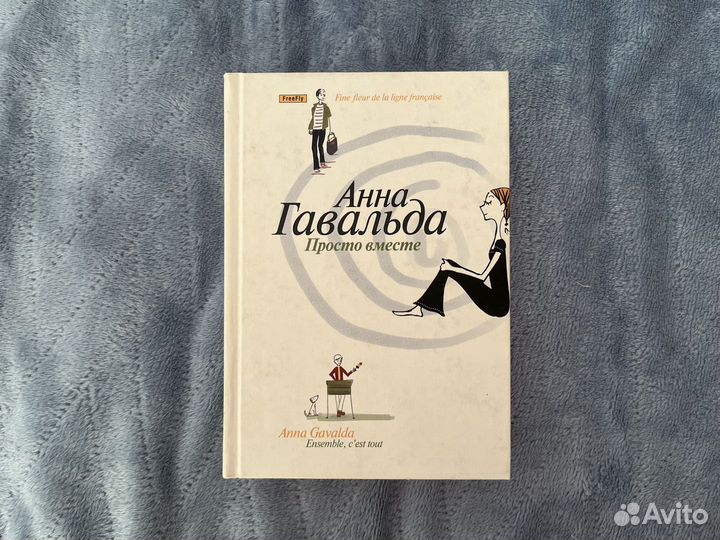 FreeFly
Fine fleur de la ligne française
Анна
Гавальда
Просто вместе
Anna Gavalda
Ensemble, c'est tout
Avito